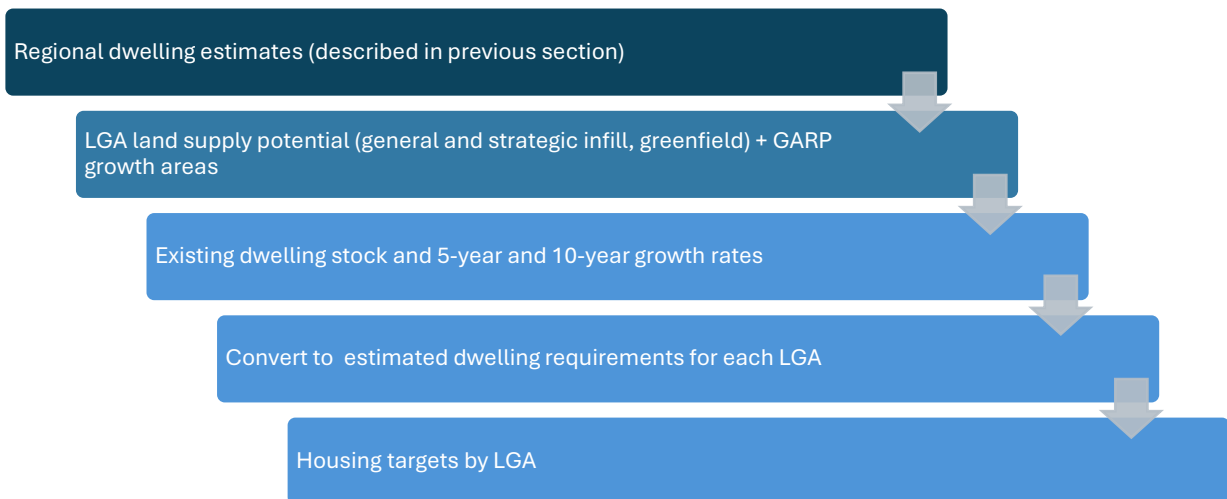 Regional dwelling estimates (described in previous section)
LGA land supply potential (general and strategic infill, greenfield) + GARP
growth areas
Existing dwelling stock and 5-year and 10-year growth rates
Convert to  estimated dwelling requirements for each LGA
Housing targets by LGA